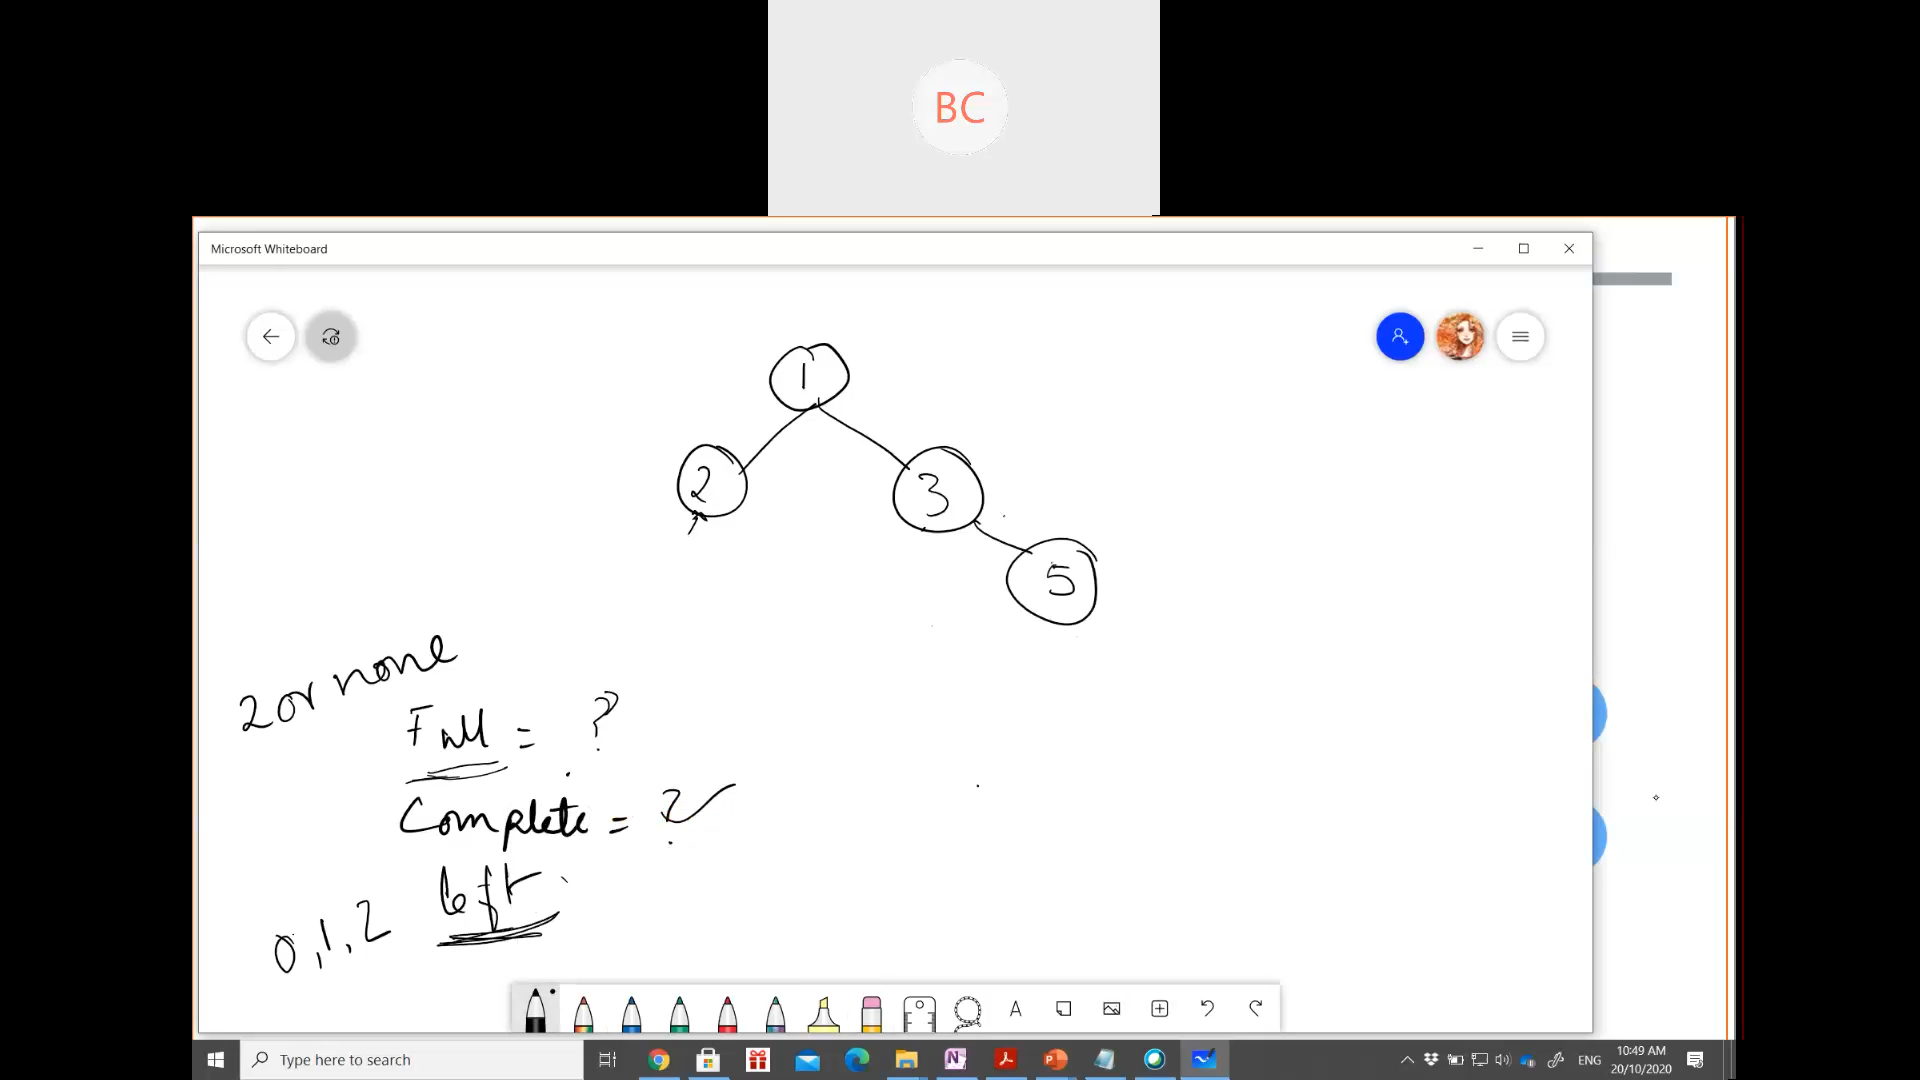 BC
Microsoft Whiteboard
1
2
3
5
2 or none
Full = ?
Complete = ?
left
0, 1, 2
A
Type here to search
ENG
10:49 AM
20/10/2020